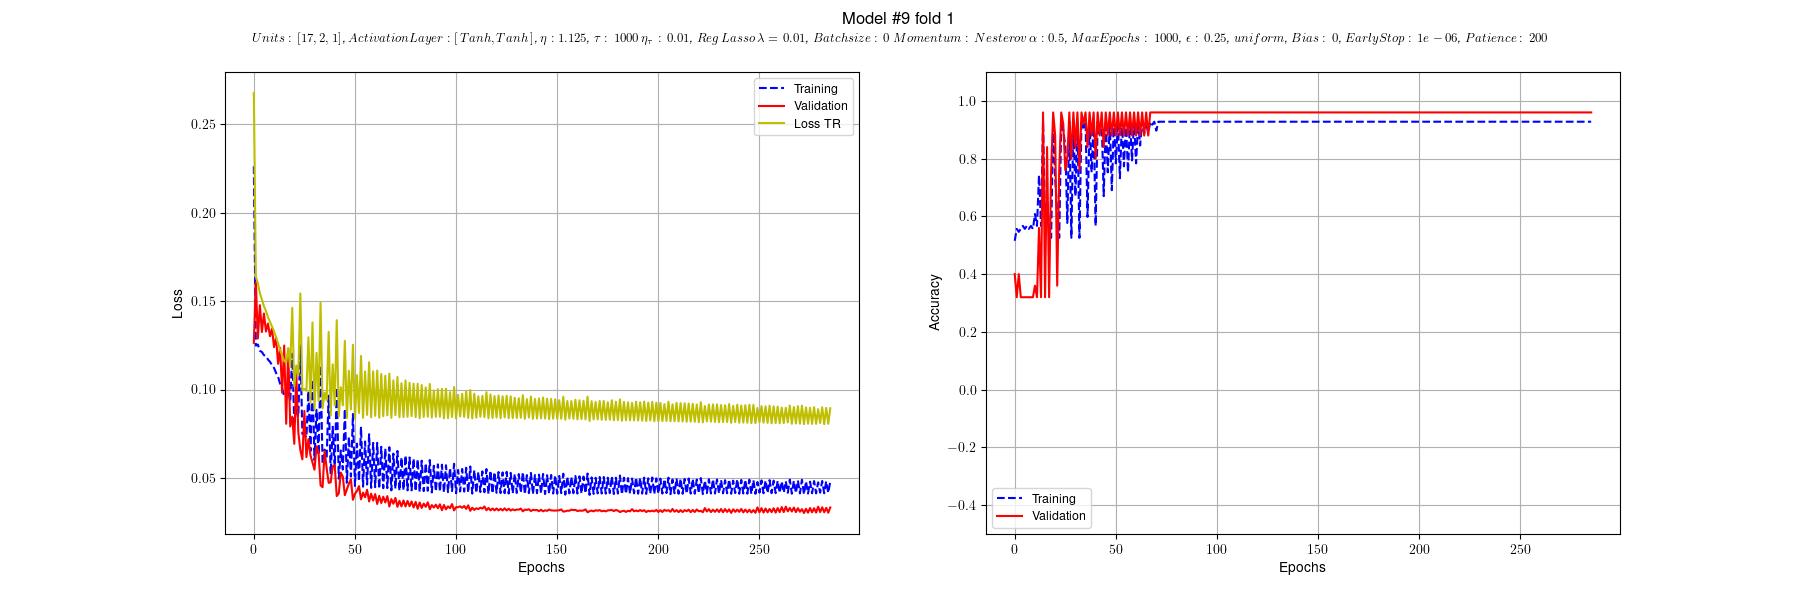 Model #9 fold 1
Units : [17, 2, 1], ActivationLayer : [Tanh, Tanh], η : 1.125, τ : 1000 ητ : 0.01, Reg Lasso λ = 0.01, Batchsize : 0 Momentum : Nesterov α : 0.5, MaxEpochs : 1000, ϵ : 0.25, uniform, Bias : 0, EarlyStop : 1e − 06, Patience : 200
Loss
0.25
0.20
0.15
0.10
0.05
0 50 100 150 200 250
Epochs
Training
Validation
Loss TR
Accuracy
1.0
0.8
0.6
0.4
0.2
0.0
−0.2
−0.4
0 50 100 150 200 250
Epochs
Training
Validation